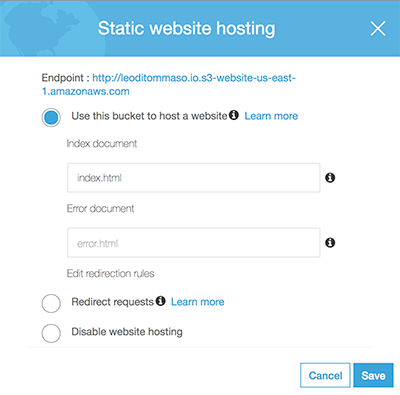 Static website hosting
Endpoint : http://leoditommaso.io.s3-website-us-east-
1.amazonaws.com
Use this bucket to host a website Learn more
Index document
index.html
Error document
error.html
Edit redirection rules
Redirect requests Learn more
Disable website hosting
Cancel Save